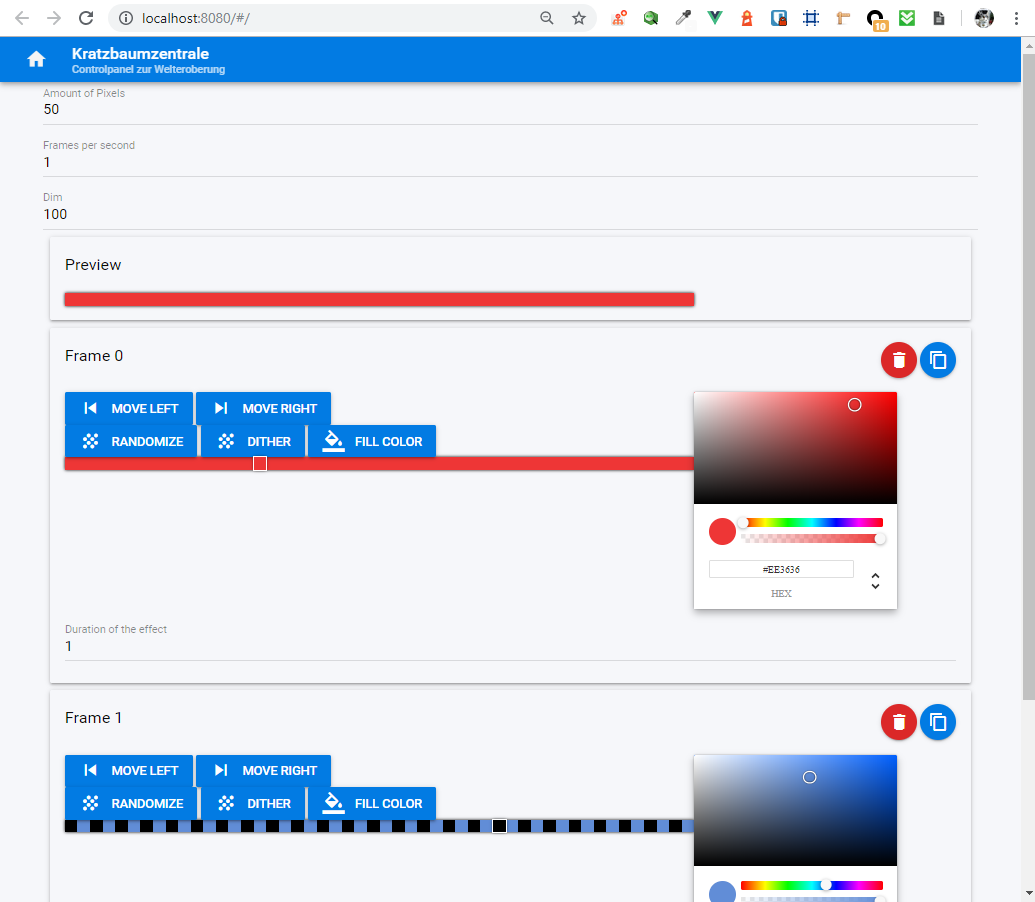 localhost:8080/#/
10
Kratzbaumzentrale
Controlpanel zur Welteroberung
Amount of Pixels
50
Frames per second
1
Dim
100
Preview
Frame 0
MOVE LEFT MOVE RIGHT
RANDOMIZE DITHER FILL COLOR
#EE3636
HEX
Duration of the effect
1
Frame 1
MOVE LEFT MOVE RIGHT
RANDOMIZE DITHER FILL COLOR